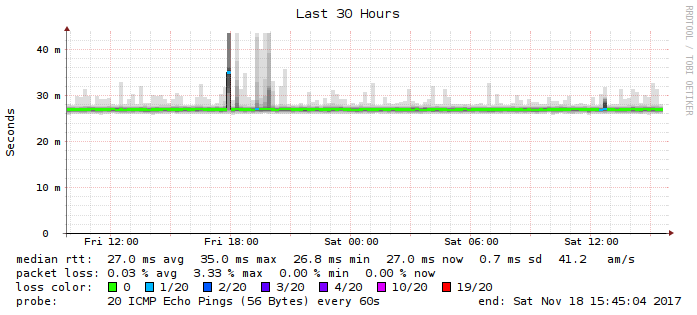 Last 30 Hours
RRDTOOL / TOBI OETIKER
Seconds
40 m
30 m
20 m
10 m
0
Fri 12:00 Fri 18:00 Sat 00:00 Sat 06:00 Sat 12:00
median rtt: 27.0 ms avg 35.0 ms max 26.8 ms min 27.0 ms now 0.7 ms sd 41.2 am/s
packet loss: 0.03 % avg 3.33 % max 0.00 % min 0.00 % now
loss color: 0 1/20 2/20 3/20 4/20 10/20 19/20
probe: 20 ICMP Echo Pings (56 Bytes) every 60s end: Sat Nov 18 15:45:04 2017